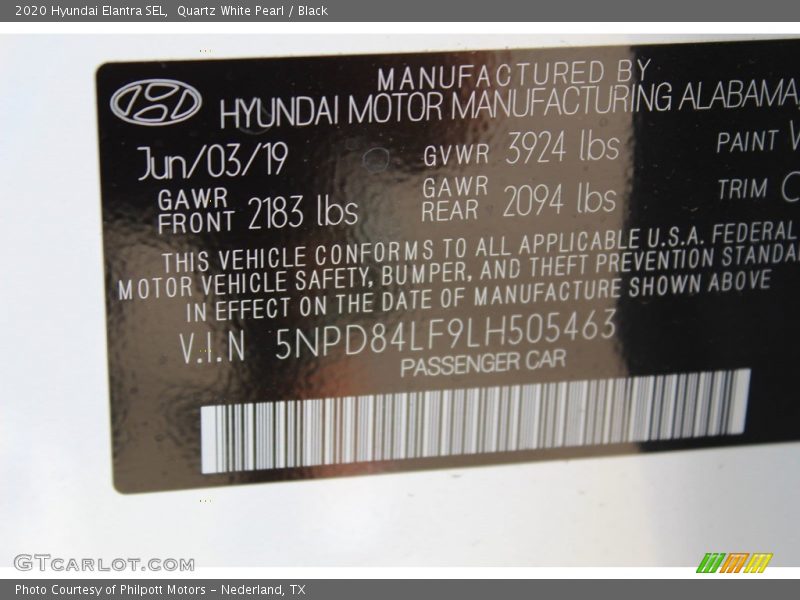 2020 Hyundai Elantra SEL,  Quartz White Pearl / Black
MANUFACTURED BY
HYUNDAI MOTOR MANUFACTURING ALABAMA,
Jun/03/19
GVWR 3924 lbs
PAINT
GAWR
FRONT 2183 lbs
GAWR
REAR 2094 lbs
TRIM
THIS VEHICLE CONFORMS TO ALL APPLICABLE U.S.A. FEDERAL
MOTOR VEHICLE SAFETY, BUMPER, AND THEFT PREVENTION STANDA
IN EFFECT ON THE DATE OF MANUFACTURE SHOWN ABOVE
V.I.N 5NPD84LF9LH505463
PASSENGER CAR
GTCARLOT.COM
Photo Courtesy of Philpott Motors - Nederland, TX